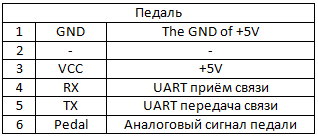 Педаль
1 GND The GND of +5V
2 - -
3 VCC +5V
4 RX UART приём связи
5 TX UART передача связи
6 Pedal Аналоговый сигнал педали